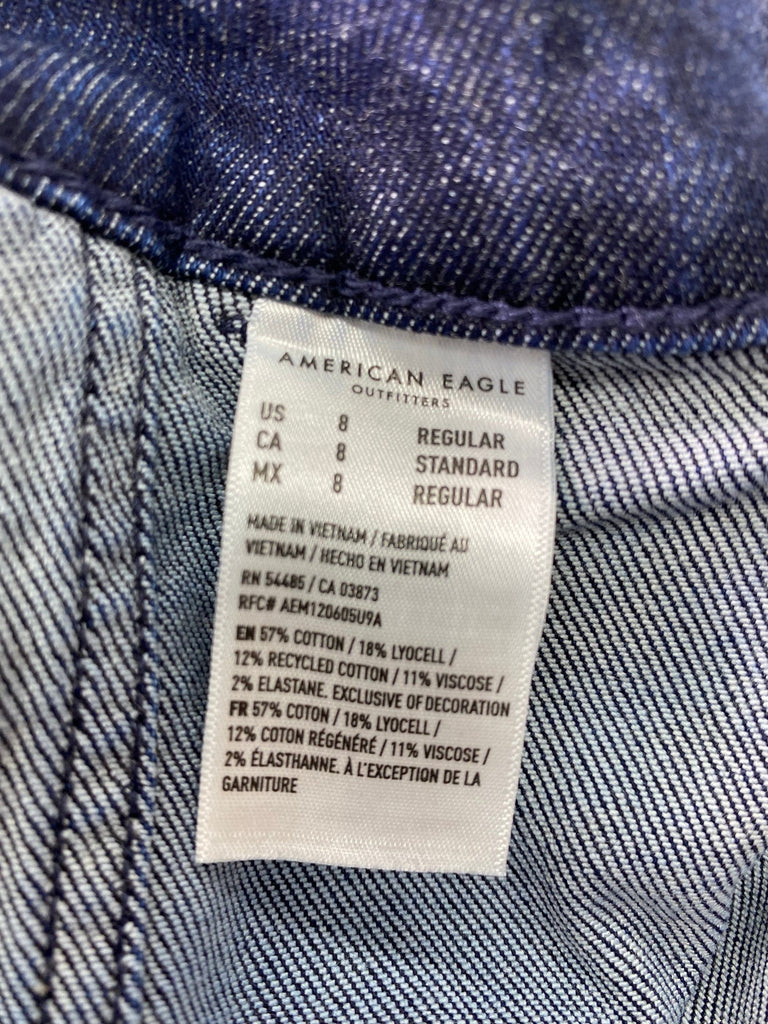 AMERICAN EAGLE
OUTFITTERS
US 8 REGULAR
CA 8 STANDARD
MX 8 REGULAR
MADE IN VIETNAM / FABRIQUÉ AU
VIETNAM / HECHO EN VIETNAM
RN 54485 / CA 03873
RFC# AEM120605U9A
EN 57% COTTON / 18% LYOCELL /
12% RECYCLED COTTON / 11% VISCOSE /
2% ELASTANE. EXCLUSIVE OF DECORATION
FR 57% COTON / 18% LYOCELL /
12% COTON RÉGÉNÉRÉ / 11% VISCOSE /
2% ÉLASTHANNE. À L'EXCEPTION DE LA
GARNITURE